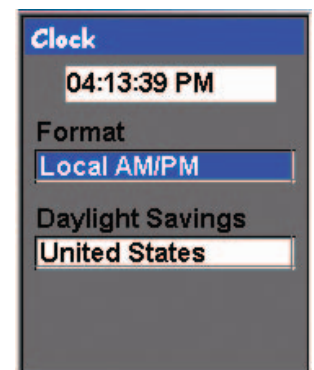 Clock
04:13:39 PM
Format
Local AM/PM
Daylight Savings
United States